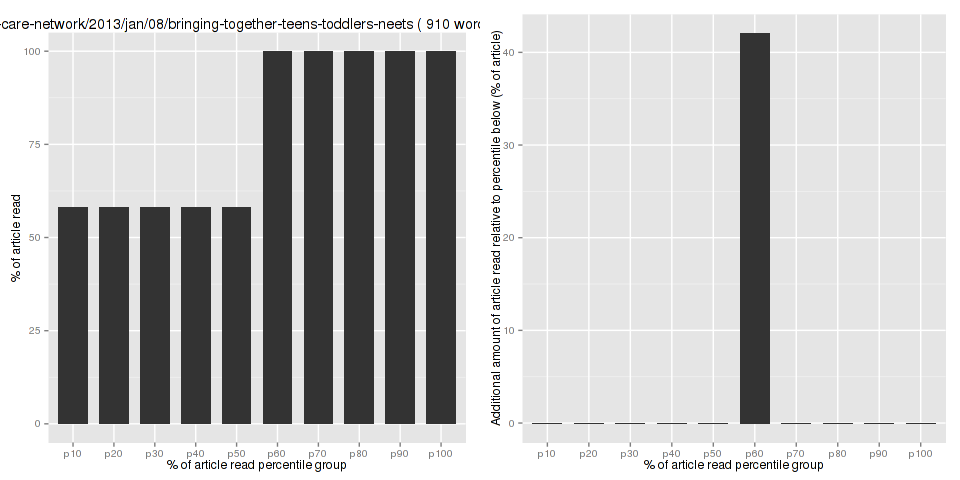 -care-network/2013/jan/08/bringing-together-teens-toddlers-neets ( 910 word
% of article read
100
75
50
25
0
p10 p20 p30 p40 p50 p60 p70 p80 p90 p100
% of article read percentile group
Additional amount of article read relative to percentile below (% of article)
40
30
20
10
0
p10 p20 p30 p40 p50 p60 p70 p80 p90 p100
% of article read percentile group